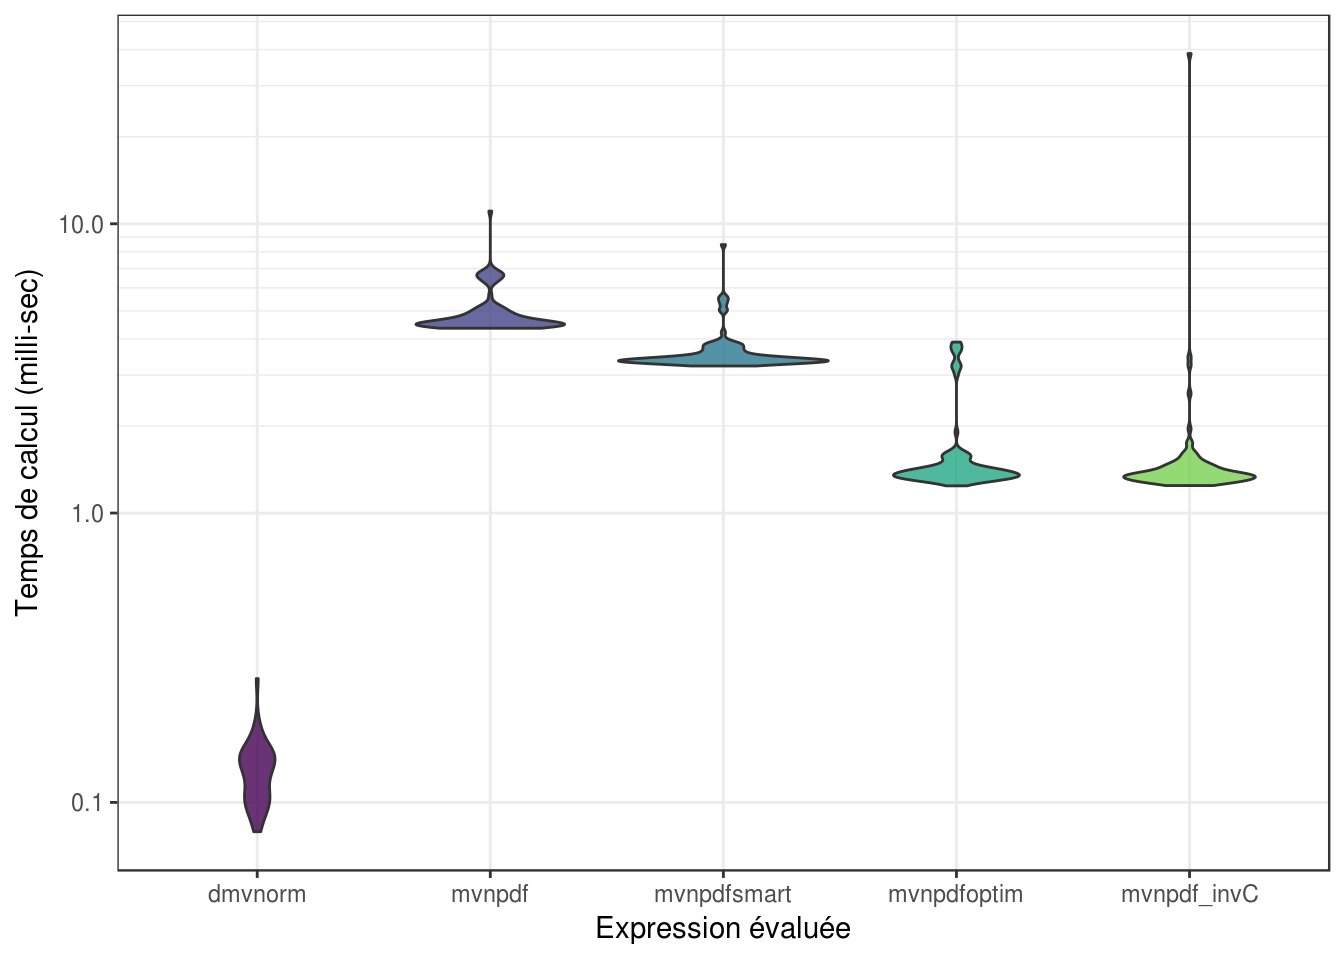 Temps de calcul (milli-sec)
10.0
1.0
0.1
dmvnorm mvnpdf mvnpdfsmart mvnpdfoptim mvnpdf_invC
Expression évaluée